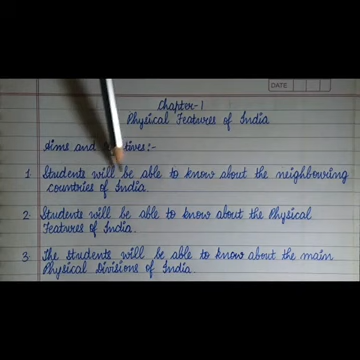 DATE
Chapter-1
Physical Features of India
Aims and tives:-
1. Students will be able to know about the neighbouring
countries of India.
2. Students will be able to know about the Physical
Features of India.
3. The students will be able to know about the main
Physical Divisions of India.